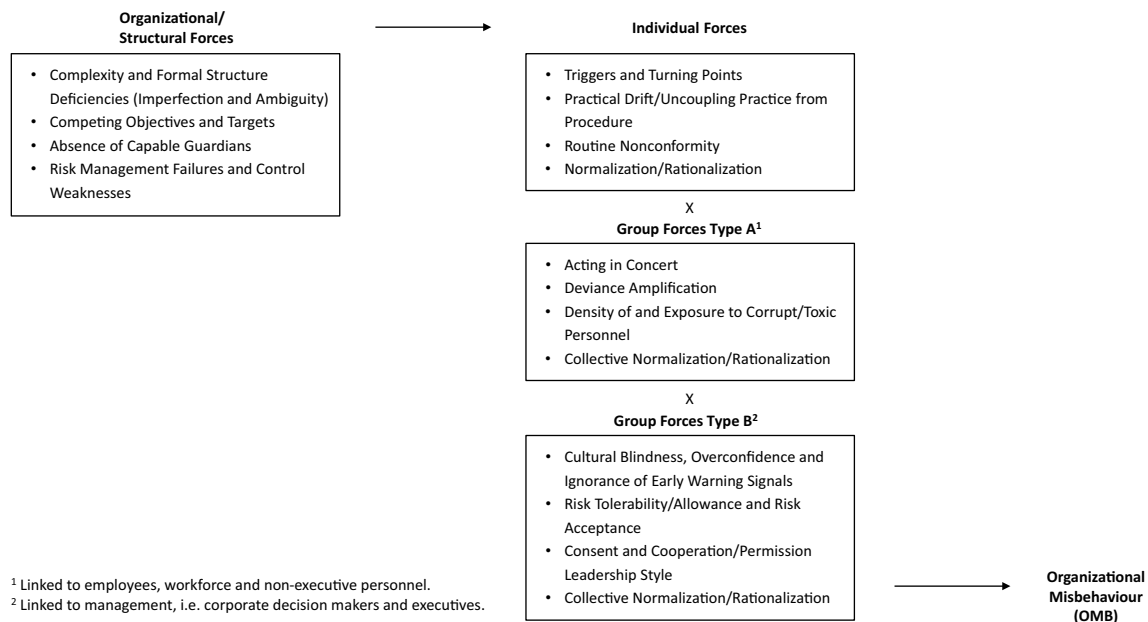 Organizational/
Structural Forces
• Complexity and Formal Structure
Deficiencies (Imperfection and Ambiguity)
• Competing Objectives and Targets
• Absence of Capable Guardians
• Risk Management Failures and Control
Weaknesses
Individual Forces
• Triggers and Turning Points
• Practical Drift/Uncoupling Practice from
Procedure
• Routine Nonconformity
• Normalization/Rationalization
X
Group Forces Type A¹
• Acting in Concert
• Deviance Amplification
• Density of and Exposure to Corrupt/Toxic
Personnel
• Collective Normalization/Rationalization
X
Group Forces Type B²
• Cultural Blindness, Overconfidence and
Ignorance of Early Warning Signals
• Risk Tolerability/Allowance and Risk
Acceptance
• Consent and Cooperation/Permission
Leadership Style
• Collective Normalization/Rationalization
Organizational
Misbehaviour
(OMB)
¹ Linked to employees, workforce and non-executive personnel.
² Linked to management, i.e. corporate decision makers and executives.